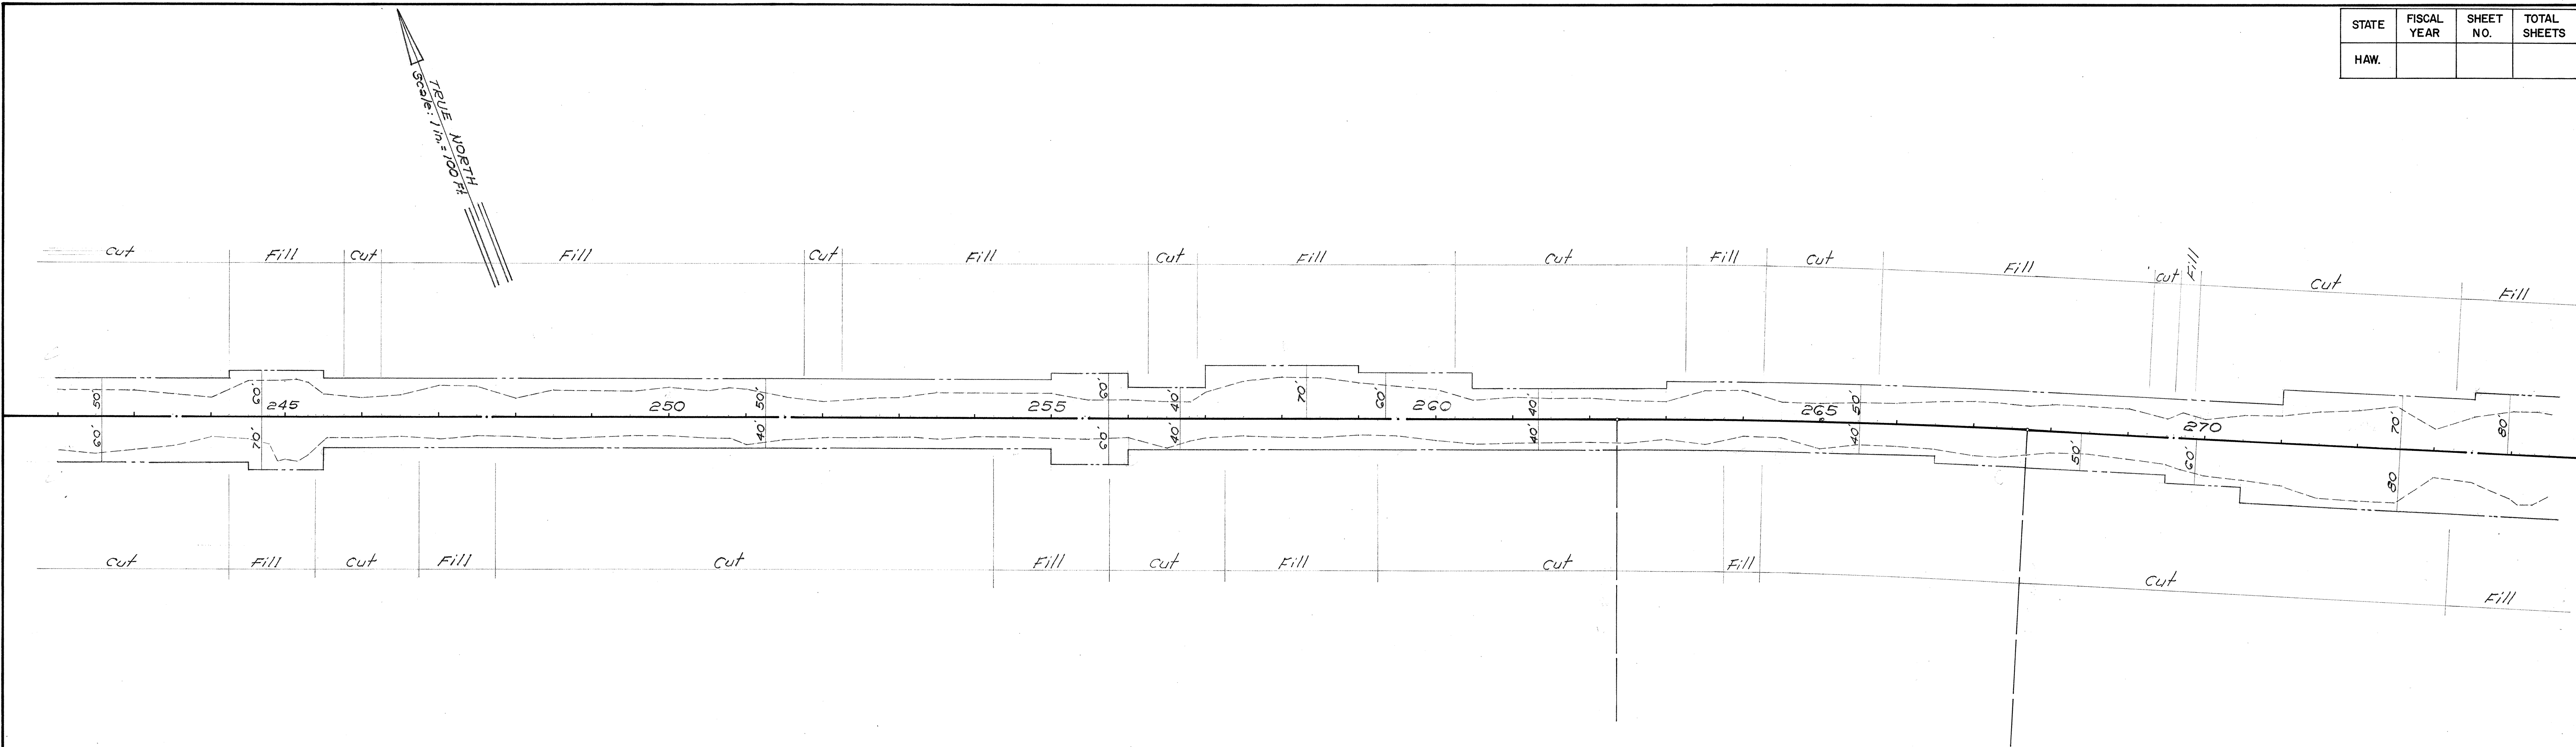 STATE FISCAL YEAR SHEET NO. TOTAL SHEETS
HAW.
TRUE NORTH
Scale: 1 in. = 100 Ft.
Cut Fill Cut Fill Cut Fill Cut Fill Cut Fill Cut Fill Cut Fill Cut Fill
50' 60' 50' 60' 40' 70' 60' 40' 50' 70' 80'
245 250 255 260 265 270
60' 70' 40' 60' 40' 40' 40' 50' 60' 80'
Cut Fill Cut Fill Cut Fill Cut Fill Cut Fill Cut Fill